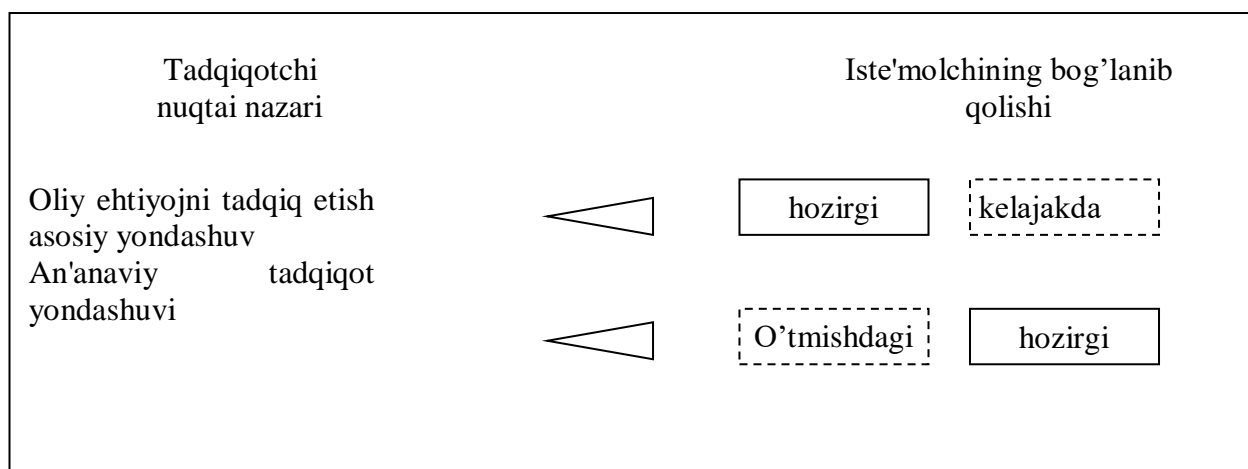 Tadqiqotchi
nuqtai nazari
Iste'molchining bog’lanib
qolishi
Oliy ehtiyojni tadqiq etish
asosiy yondashuv
An'anaviy tadqiqot
yondashuvi
hozirgi
kelajakda
O’tmishdagi
hozirgi